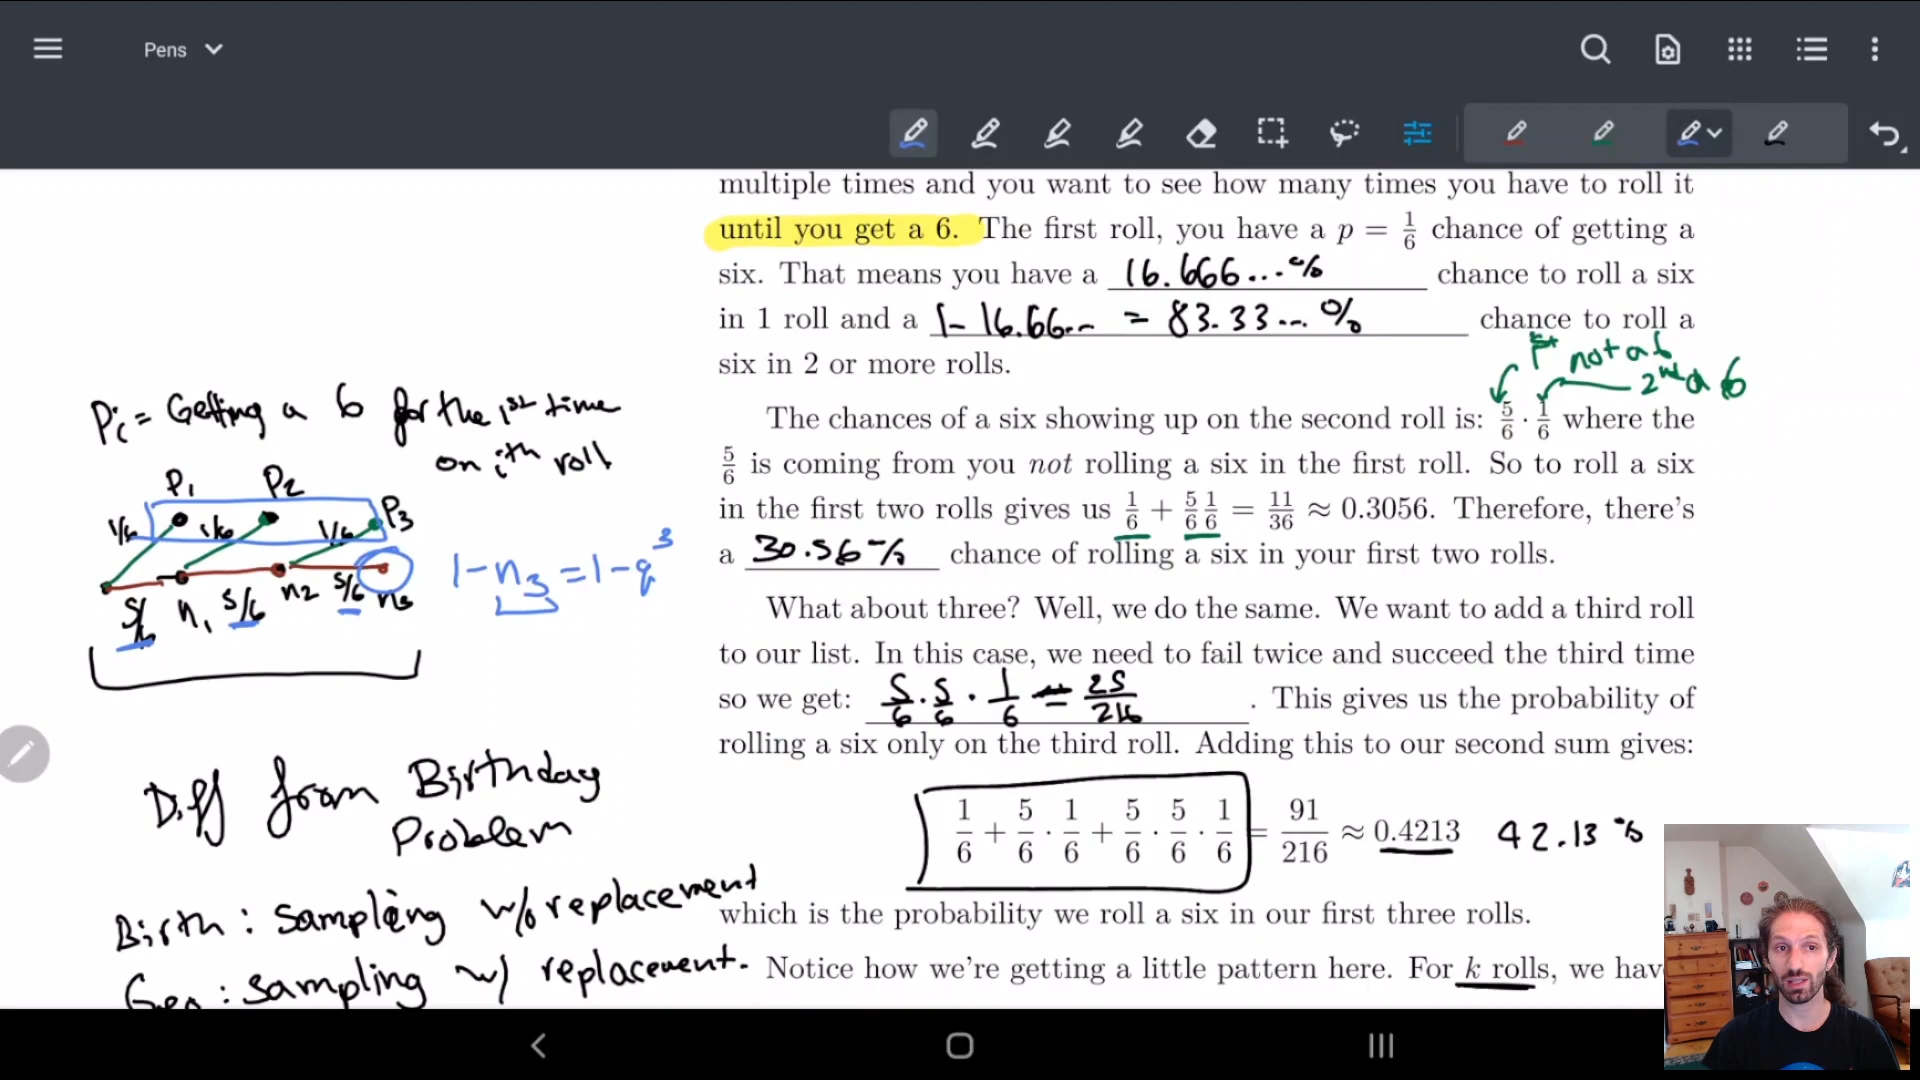 Pens
multiple times and you want to see how many times you have to roll it
until you get a 6. The first roll, you have a p = 1/6 chance of getting a
six. That means you have a 16.666...% chance to roll a six
in 1 roll and a 1- 16.66... = 83.33...% chance to roll a
six in 2 or more rolls.
1st not a 6
2nd a 6
The chances of a six showing up on the second roll is: 5/6 · 1/6 where the
5/6 is coming from you not rolling a six in the first roll. So to roll a six
in the first two rolls gives us 1/6 + 5/6 1/6 = 11/36 ≈ 0.3056. Therefore, there's
a 30.56% chance of rolling a six in your first two rolls.
What about three? Well, we do the same. We want to add a third roll
to our list. In this case, we need to fail twice and succeed the third time
so we get: 5/6 · 5/6 · 1/6 = 25/216. This gives us the probability of
rolling a six only on the third roll. Adding this to our second sum gives:
1/6 + 5/6 · 1/6 + 5/6 · 5/6 · 1/6 = 91/216 ≈ 0.4213 42.13%
which is the probability we roll a six in our first three rolls.
Notice how we're getting a little pattern here. For k rolls, we hav
Pi = Getting a 6 for the 1st time
on ith roll
P1 P2 P3
1/6 1/6 1/6
5/6 n1 5/6 n2 5/6 n3
1-n3 = 1-q³
Diff from Birthday
Problem
Birth: Sampling w/o replacement
Geo: Sampling w/ replacement.